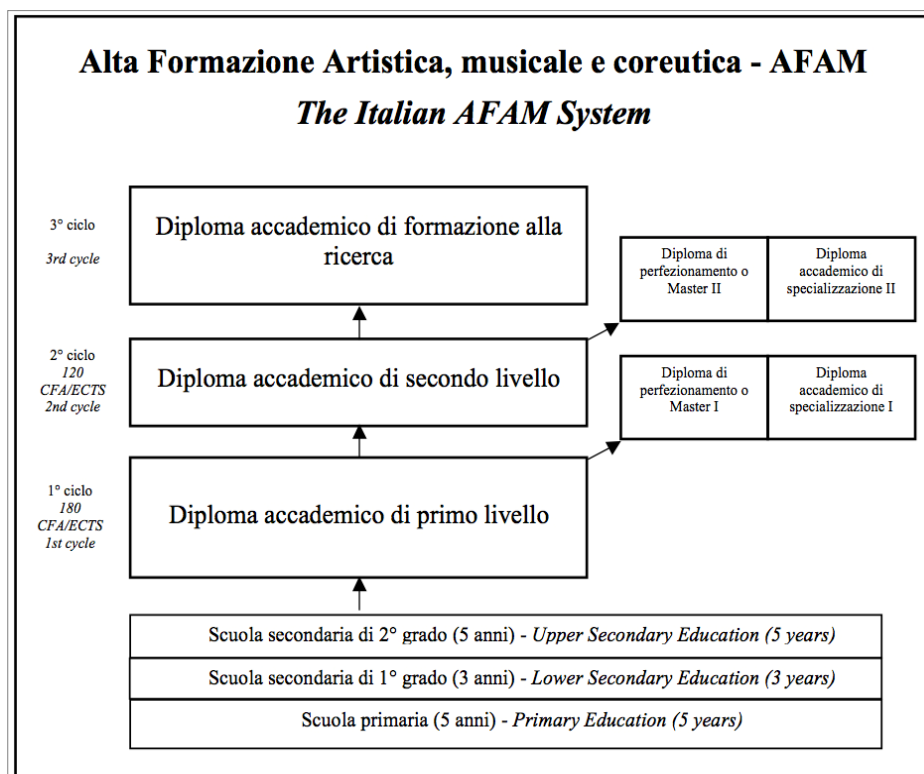 Alta Formazione Artistica, musicale e coreutica - AFAM
The Italian AFAM System
3° ciclo
3rd cycle
Diploma accademico di formazione alla
ricerca
Diploma di
perfezionamento o
Master II
Diploma
accademico di
specializzazione II
2° ciclo
120
CFA/ECTS
2nd cycle
Diploma accademico di secondo livello
Diploma di
perfezionamento o
Master I
Diploma
accademico di
specializzazione I
1° ciclo
180
CFA/ECTS
1st cycle
Diploma accademico di primo livello
Scuola secondaria di 2° grado (5 anni) - Upper Secondary Education (5 years)
Scuola secondaria di 1° grado (3 anni) - Lower Secondary Education (3 years)
Scuola primaria (5 anni) - Primary Education (5 years)